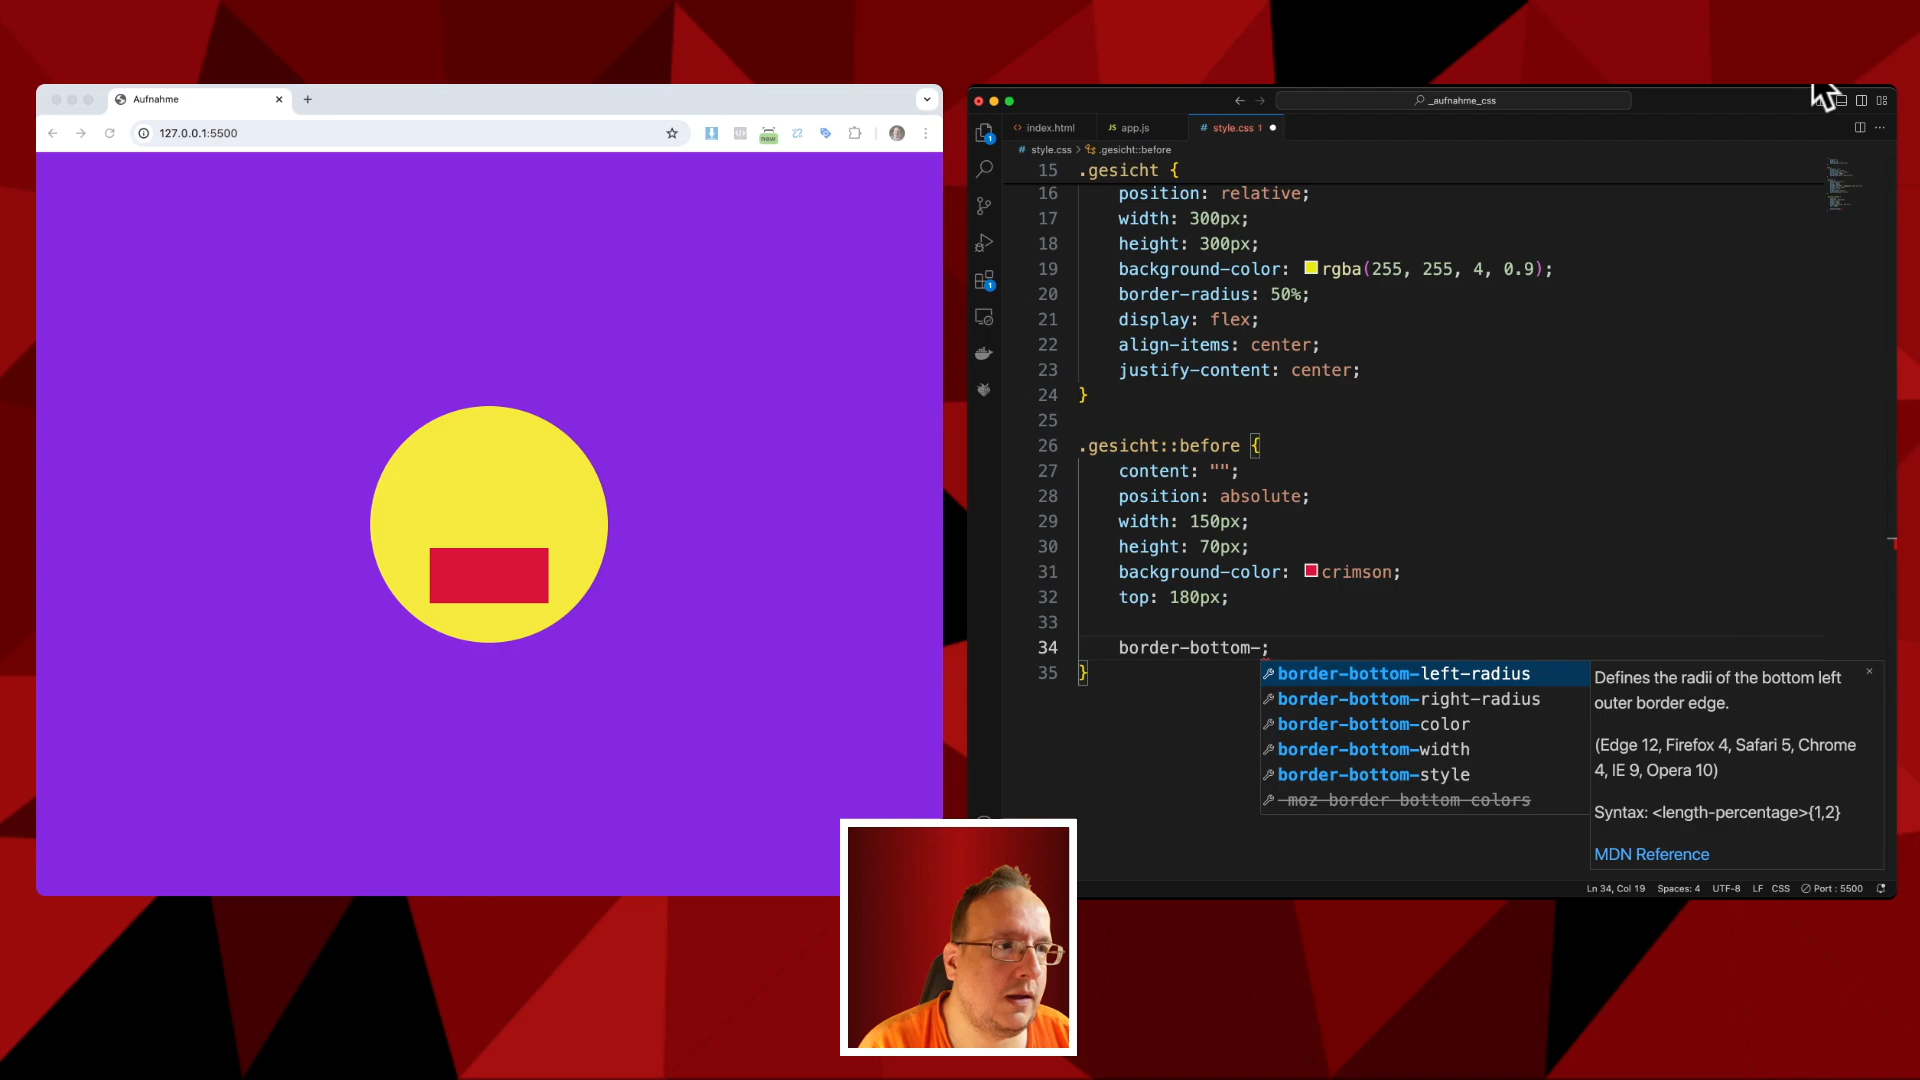 Aufnahme
127.0.0.1:5500
new
_aufnahme_css
index.html
app.js
style.css 1
style.css > .gesicht::before
15 .gesicht {
16 position: relative;
17 width: 300px;
18 height: 300px;
19 background-color: rgba(255, 255, 4, 0.9);
20 border-radius: 50%;
21 display: flex;
22 align-items: center;
23 justify-content: center;
24 }
25
26 .gesicht::before {
27 content: "";
28 position: absolute;
29 width: 150px;
30 height: 70px;
31 background-color: crimson;
32 top: 180px;
33
34 border-bottom-;
35 }
border-bottom-left-radius
border-bottom-right-radius
border-bottom-color
border-bottom-width
border-bottom-style
-moz-border-bottom-colors
Defines the radii of the bottom left
outer border edge.
(Edge 12, Firefox 4, Safari 5, Chrome
4, IE 9, Opera 10)
Syntax: <length-percentage>{1,2}
MDN Reference
Ln 34, Col 19 Spaces: 4 UTF-8 LF CSS Port : 5500